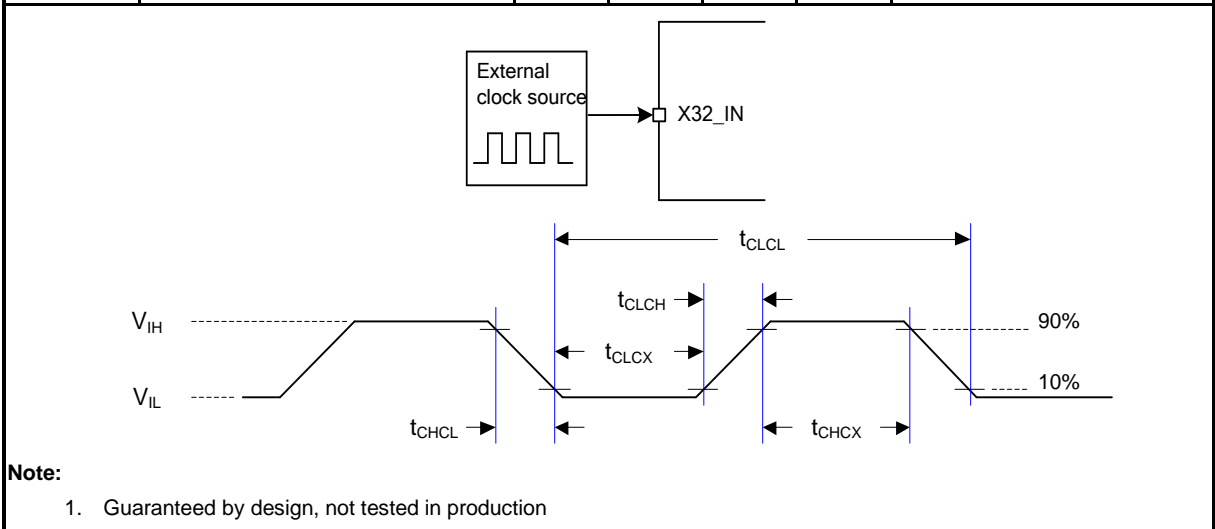 External
clock source
X32_IN
tCLCL
tCLCH
VIH
90%
tCLCX
VIL
10%
tCHCL
tCHCX
Note:
1. Guaranteed by design, not tested in production